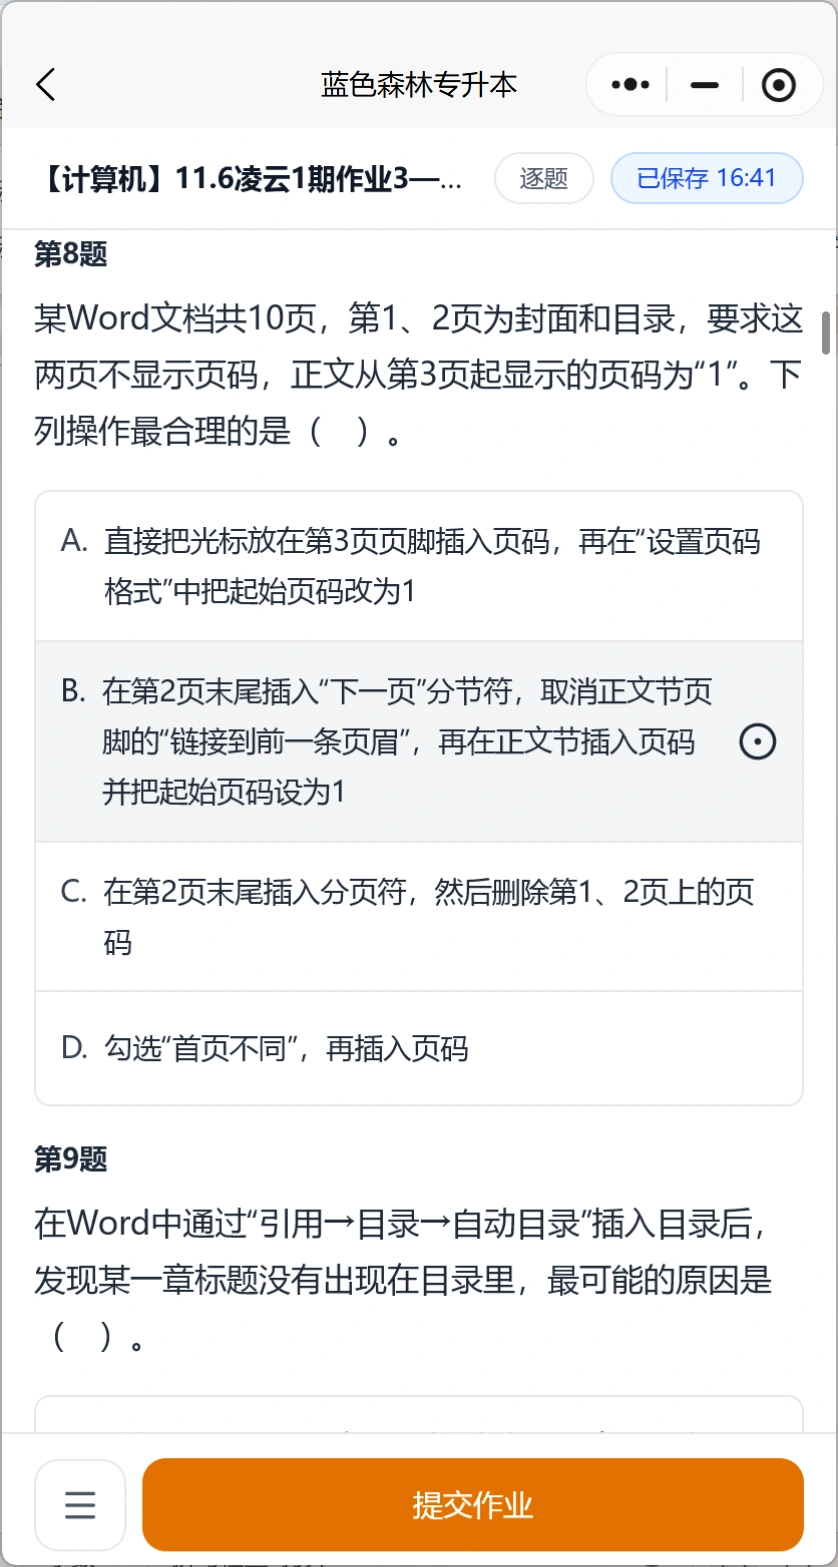 蓝色森林专升本
【计算机】11.6凌云1期作业3—...
逐题
已保存 16:41
第8题
某Word文档共10页，第1、2页为封面和目录，要求这
两页不显示页码，正文从第3页起显示的页码为“1”。下
列操作最合理的是（　）。
A. 直接把光标放在第3页页脚插入页码，再在“设置页码
格式”中把起始页码改为1
B. 在第2页末尾插入“下一页”分节符，取消正文节页
脚的“链接到前一条页眉”，再在正文节插入页码
并把起始页码设为1
C. 在第2页末尾插入分页符，然后删除第1、2页上的页
码
D. 勾选“首页不同”，再插入页码
第9题
在Word中通过“引用→目录→自动目录”插入目录后，
发现某一章标题没有出现在目录里，最可能的原因是
（　）。
提交作业